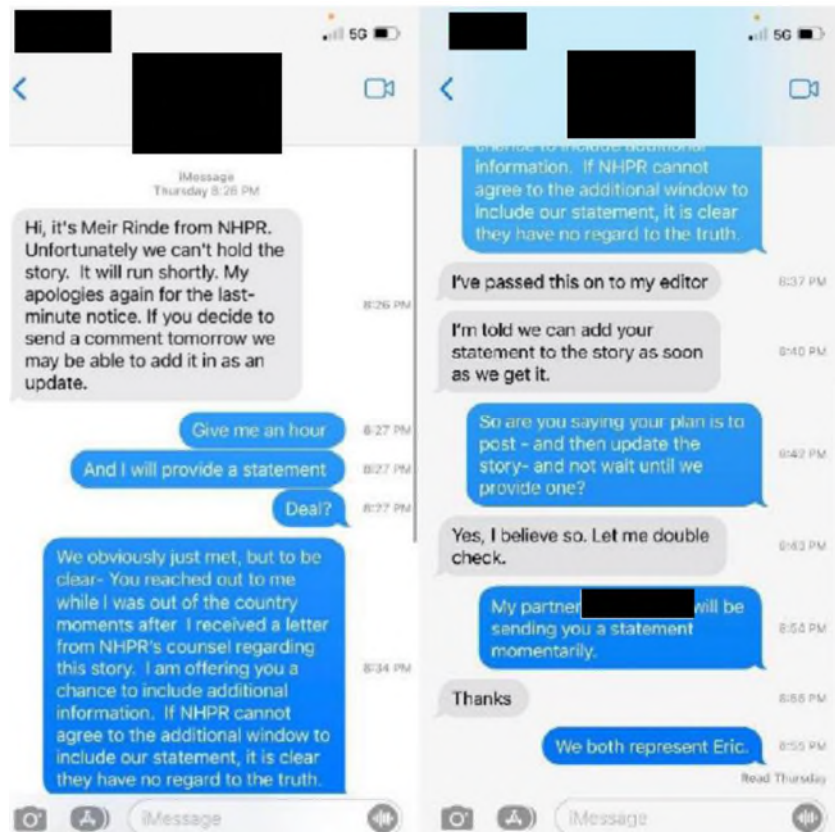 5G
iMessage
Thursday 8:26 PM
Hi, it's Meir Rinde from NHPR.
Unfortunately we can't hold the
story. It will run shortly. My
apologies again for the last-
minute notice. If you decide to
send a comment tomorrow we
may be able to add it in as an
update.
8:26 PM
Give me an hour
8:27 PM
And I will provide a statement
8:27 PM
Deal?
8:27 PM
We obviously just met, but to be
clear- You reached out to me
while I was out of the country
moments after I received a letter
from NHPR's counsel regarding
this story. I am offering you a
chance to include additional
information. If NHPR cannot
agree to the additional window to
include our statement, it is clear
they have no regard to the truth.
8:34 PM
iMessage
5G
chance to include additional
information. If NHPR cannot
agree to the additional window to
include our statement, it is clear
they have no regard to the truth.
I've passed this on to my editor
8:37 PM
I'm told we can add your
statement to the story as soon
as we get it.
8:40 PM
So are you saying your plan is to
post - and then update the
story- and not wait until we
provide one?
8:42 PM
Yes, I believe so. Let me double
check.
8:43 PM
My partner will be
sending you a statement
momentarily.
8:54 PM
Thanks
8:55 PM
We both represent Eric.
8:55 PM
Read Thursday
iMessage